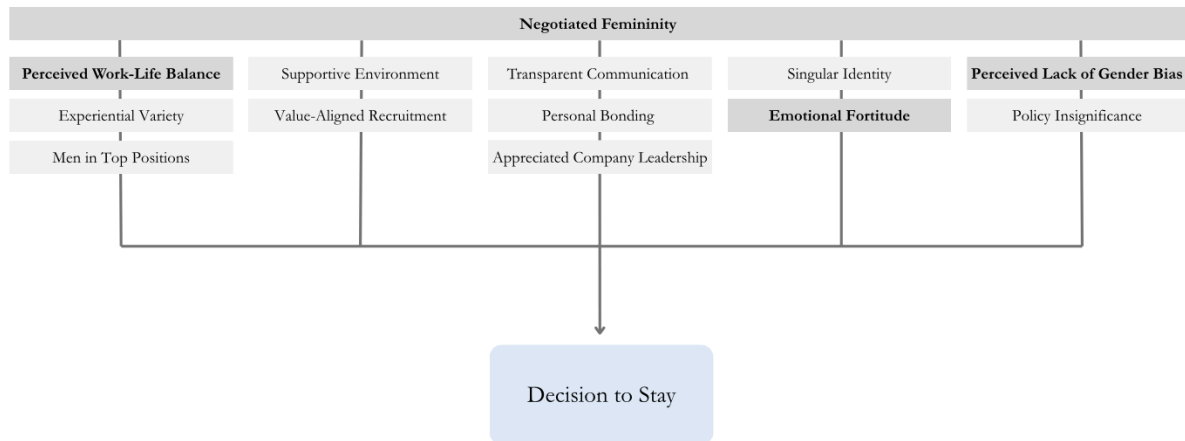 Negotiated Femininity
Perceived Work-Life Balance
Experiential Variety
Men in Top Positions
Supportive Environment
Value-Aligned Recruitment
Transparent Communication
Personal Bonding
Appreciated Company Leadership
Singular Identity
Emotional Fortitude
Perceived Lack of Gender Bias
Policy Insignificance
Decision to Stay